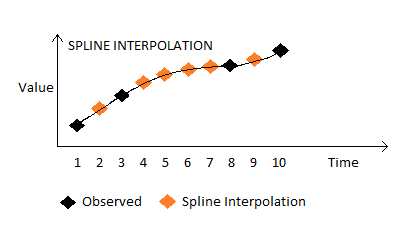 SPLINE INTERPOLATION
Value
1 2 3 4 5 6 7 8 9 10 Time
Observed Spline Interpolation